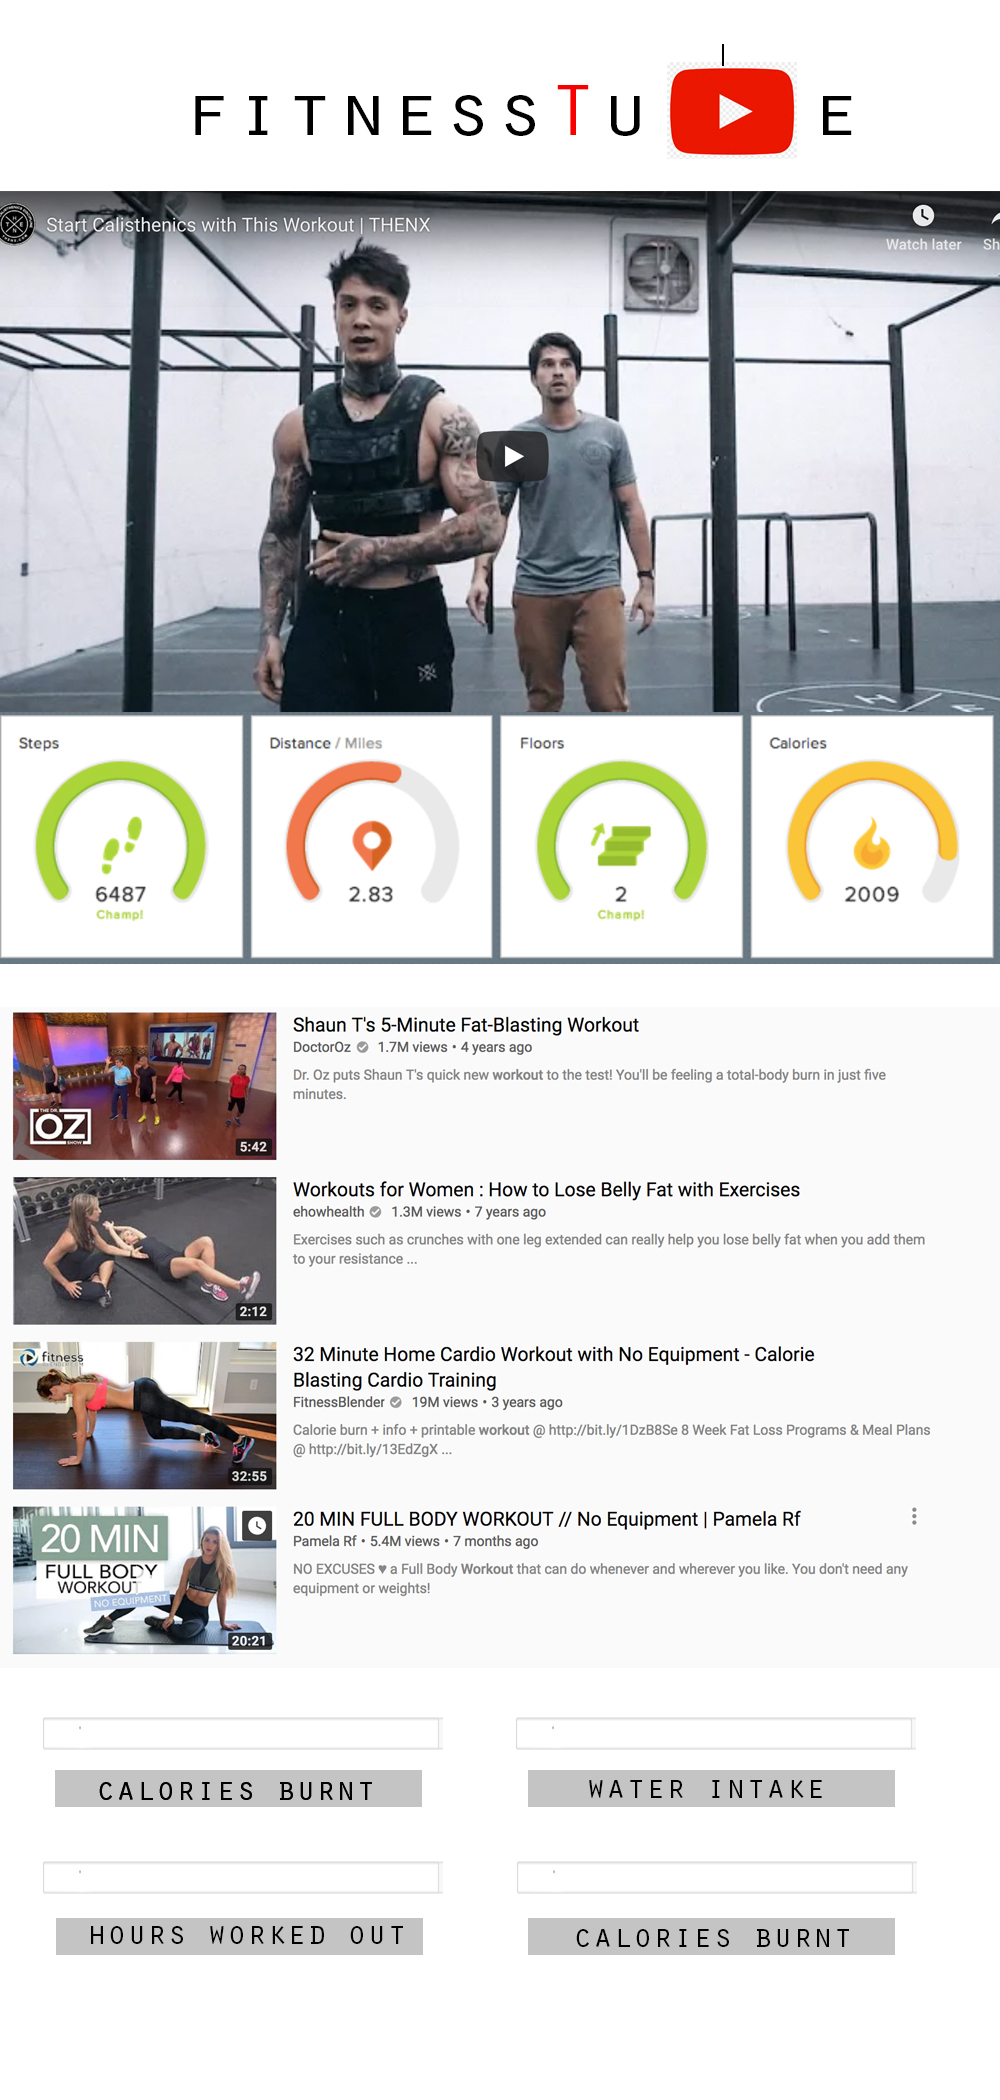 FITNESSTU E
Start Calisthenics with This Workout | THENX
Watch later
Sh
Steps
6487
Champ!
Distance / Miles
2.83
Floors
2
Champ!
Calories
2009
THE DR.
OZ
SHOW
5:42
Shaun T's 5-Minute Fat-Blasting Workout
DoctorOz 1.7M views • 4 years ago
Dr. Oz puts Shaun T's quick new workout to the test! You'll be feeling a total-body burn in just five
minutes.
2:12
Workouts for Women : How to Lose Belly Fat with Exercises
ehowhealth 1.3M views • 7 years ago
Exercises such as crunches with one leg extended can really help you lose belly fat when you add them
to your resistance ...
fitness
32:55
32 Minute Home Cardio Workout with No Equipment - Calorie
Blasting Cardio Training
FitnessBlender 19M views • 3 years ago
Calorie burn + info + printable workout @ http://bit.ly/1DzB8Se 8 Week Fat Loss Programs & Meal Plans
@ http://bit.ly/13EdZgX ...
20 MIN
FULL BODY
WORKOUT
NO EQUIPMENT
20:21
20 MIN FULL BODY WORKOUT // No Equipment | Pamela Rf
Pamela Rf • 5.4M views • 7 months ago
NO EXCUSES ♥ a Full Body Workout that can do whenever and wherever you like. You don't need any
equipment or weights!
CALORIES BURNT
WATER INTAKE
HOURS WORKED OUT
CALORIES BURNT